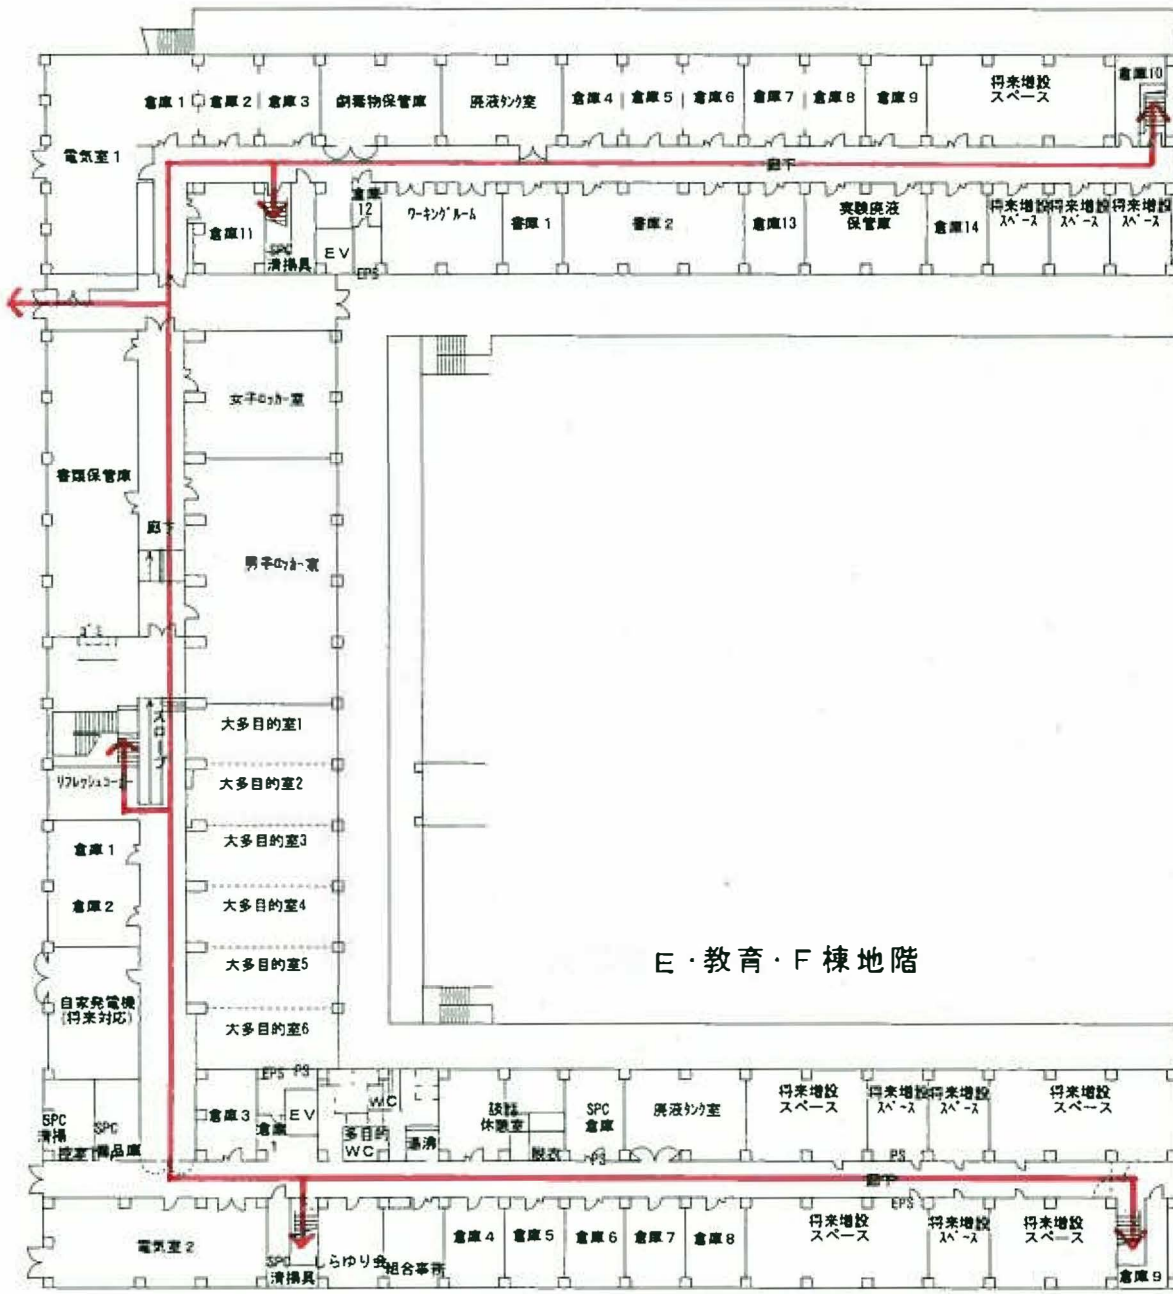 倉庫10
将来増設
スペース
倉庫1
倉庫2
倉庫3
劇毒物保管庫
廃液タンク室
倉庫4
倉庫5
倉庫6
倉庫7
倉庫8
倉庫9
電気室1
廊下
倉庫
12
ワーキングルーム
書庫1
書庫2
倉庫13
実験廃液
保管庫
倉庫14
将来増設
スペース
将来増設
スペース
将来増設
スペース
倉庫11
SPC
清掃具
EV
EPS
女子ロッカー室
書類保管庫
廊下
男子ロッカー室
ゴミ
スロープ
大多目的室1
リフレッシュコーナー
大多目的室2
倉庫1
大多目的室3
倉庫2
大多目的室4
E・教育・F棟地階
大多目的室5
自家発電機
(将来対応)
大多目的室6
EPS
PS
SPC
清掃
控室
SPC
備品庫
倉庫3
倉庫
1
EV
WC
多目的
WC
湯沸
談話
休憩室
脱衣
SPC
倉庫
PS
廃液タンク室
将来増設
スペース
将来増設
スペース
将来増設
スペース
将来増設
スペース
PS
廊下
EPS
電気室2
SPC
清掃具
しらゆり会
組合事務所
倉庫4
倉庫5
倉庫6
倉庫7
倉庫8
将来増設
スペース
将来増設
スペース
将来増設
スペース
倉庫9